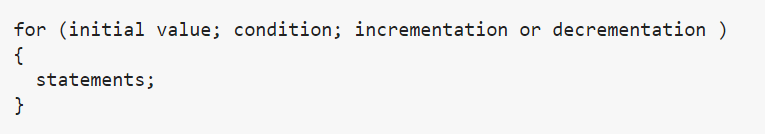 for (initial value; condition; incrementation or decrementation )
{
  statements;
}